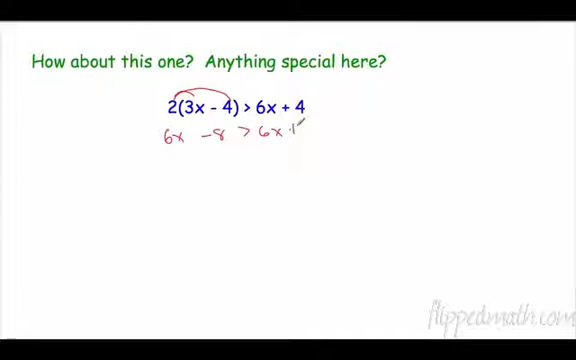 How about this one? Anything special here?
2(3x - 4) > 6x + 4
6x - 8 > 6x +
flippedmath.com